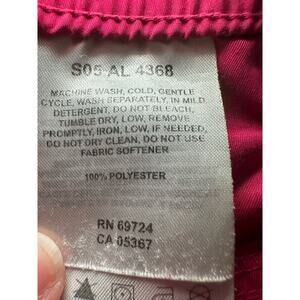 S05-AL 4368
MACHINE WASH, COLD, GENTLE
CYCLE, WASH SEPARATELY, IN MILD
DETERGENT, DO NOT BLEACH,
TUMBLE DRY, LOW, REMOVE
PROMPTLY, IRON, LOW, IF NEEDED,
DO NOT DRY CLEAN, DO NOT USE
FABRIC SOFTENER
100% POLYESTER
RN 69724
CA 05367